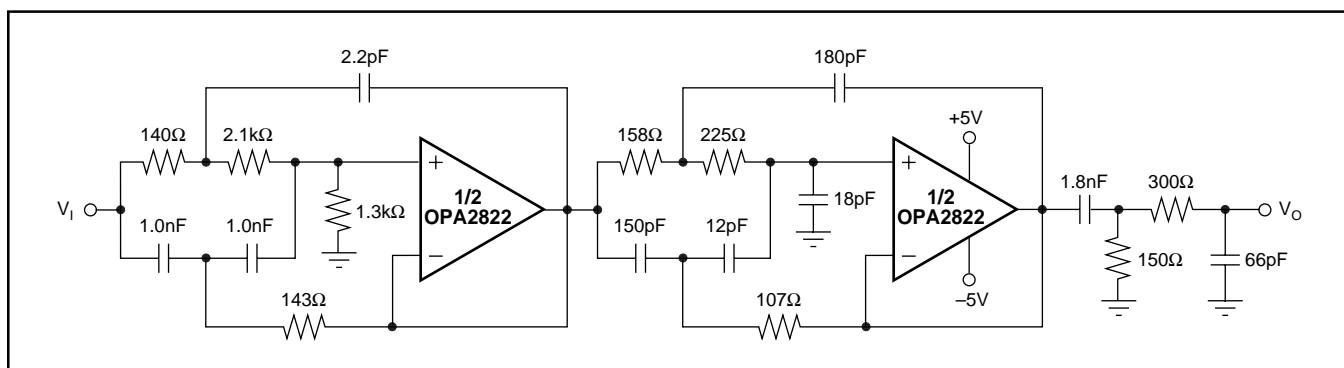 2.2pF
180pF
140Ω
2.1kΩ
158Ω
225Ω
+5V
+
+
1.8nF
300Ω
V_I
1.0nF
1.0nF
1.3kΩ
1/2
OPA2822
150pF
12pF
18pF
1/2
OPA2822
V_O
–
–
150Ω
66pF
143Ω
107Ω
–5V